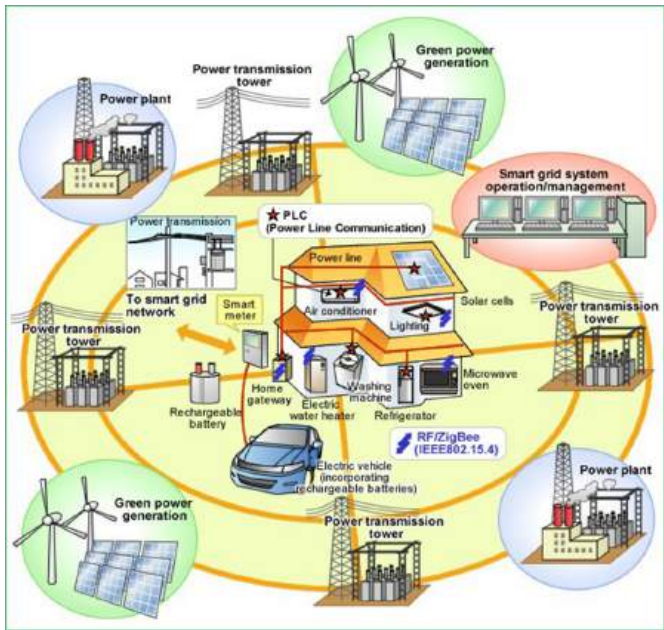 Green power
generation
Power transmission
tower
Power plant
Smart grid system
operation/management
Power transmission
PLC
(Power Line Communication)
Power line
To smart grid
network
Smart
meter
Air conditioner
Solar cells
Lighting
Power transmission
tower
Power transmission
tower
Rechargeable
battery
Home
gateway
Electric
water heater
Washing
machine
Refrigerator
Microwave
oven
RF/ZigBee
(IEEE802.15.4)
Electric vehicle
(incorporating
rechargeable batteries)
Power plant
Green power
generation
Power transmission
tower